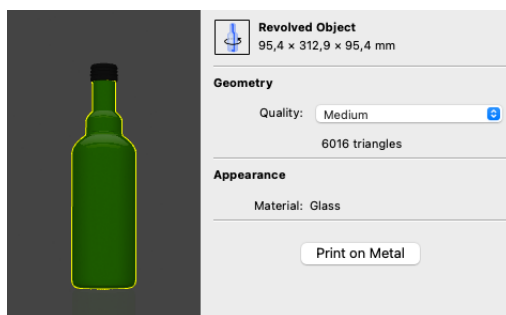 Revolved Object
95,4 × 312,9 × 95,4 mm
Geometry
Quality: Medium
6016 triangles
Appearance
Material: Glass
Print on Metal